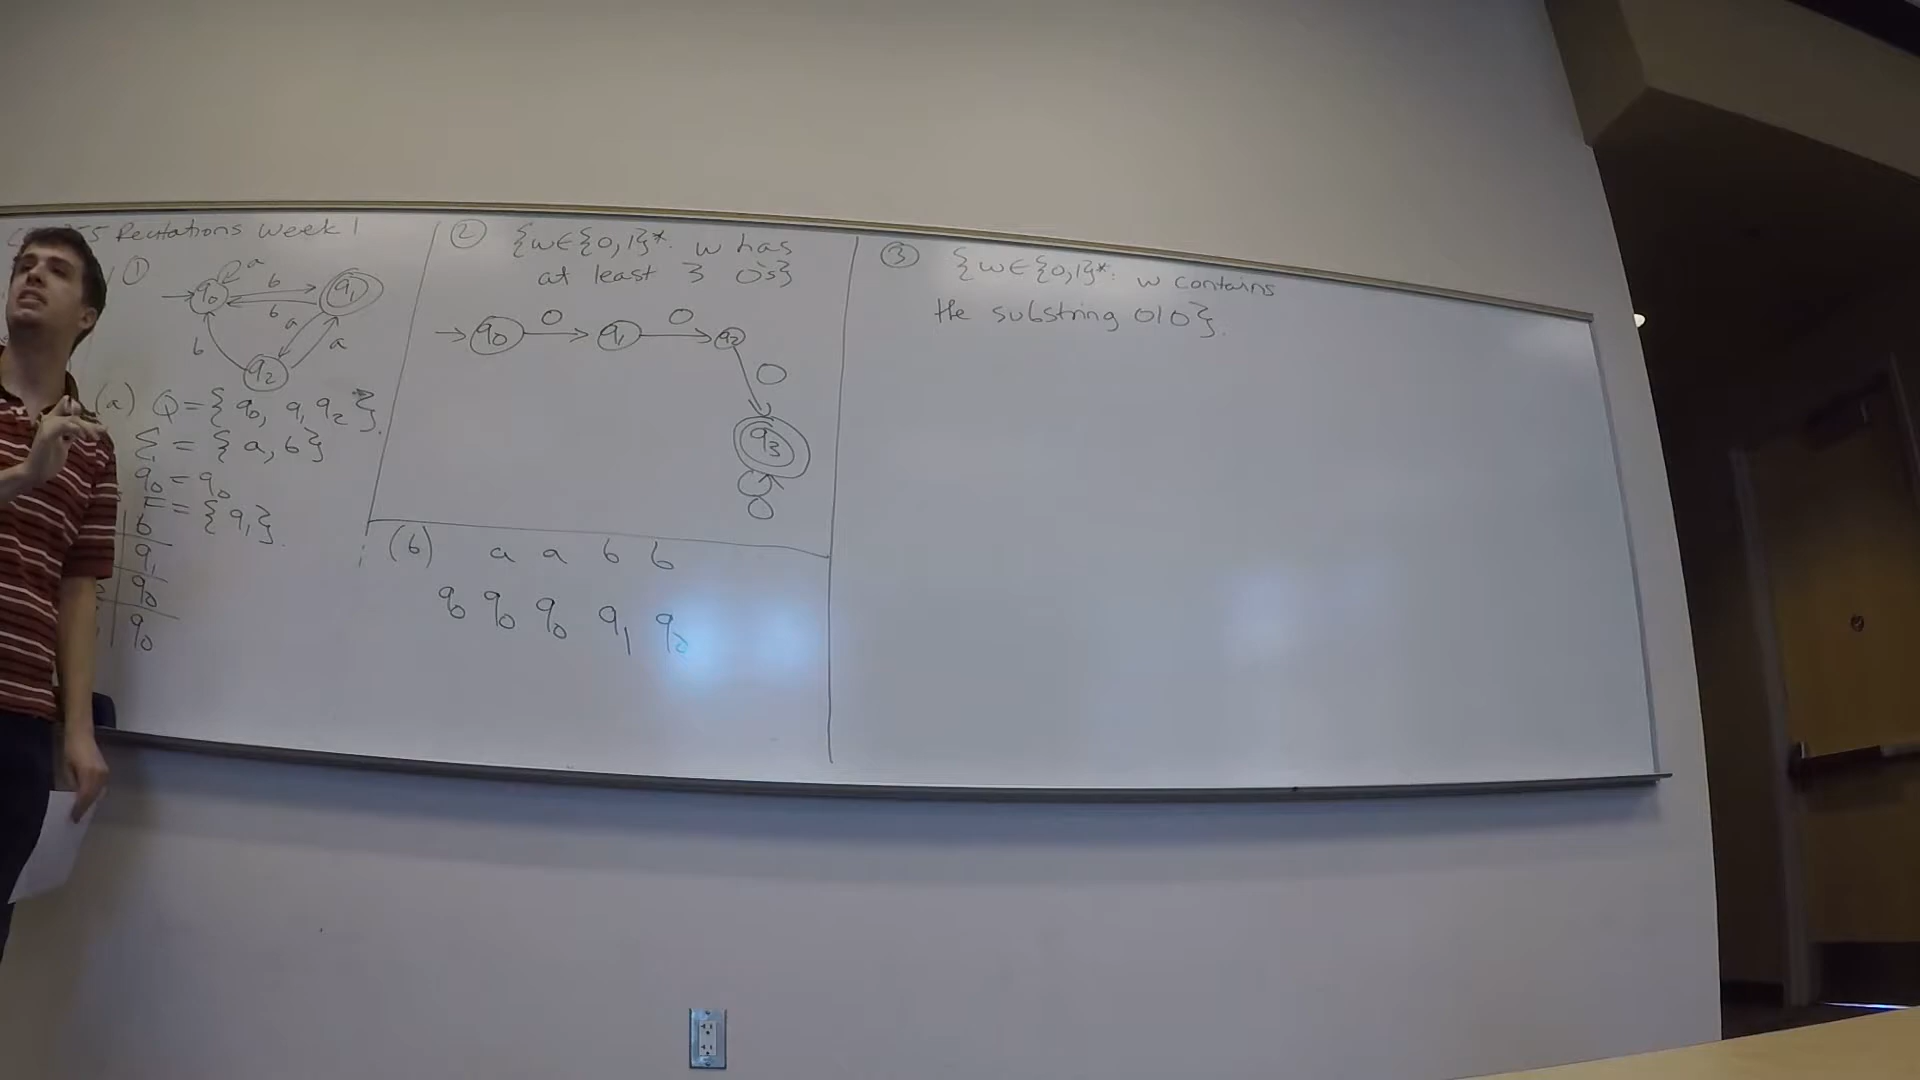 55 Recitations Week 1
①
a
q0
b
q1
b
a
a
b
q2
(a) Q = { q0, q1 q2 }.
Σ = { a, b }
q0 = q0
F = { q1 }.
b
q1
q0
q0
② {w∈{0,1}*: w has
at least 3 0s}
q0 0 q1 0 q2
0
q3
0
(b) a a b b
q0 q0 q0 q1
③ {w∈{0,1}*: w contains
the substring 010}.